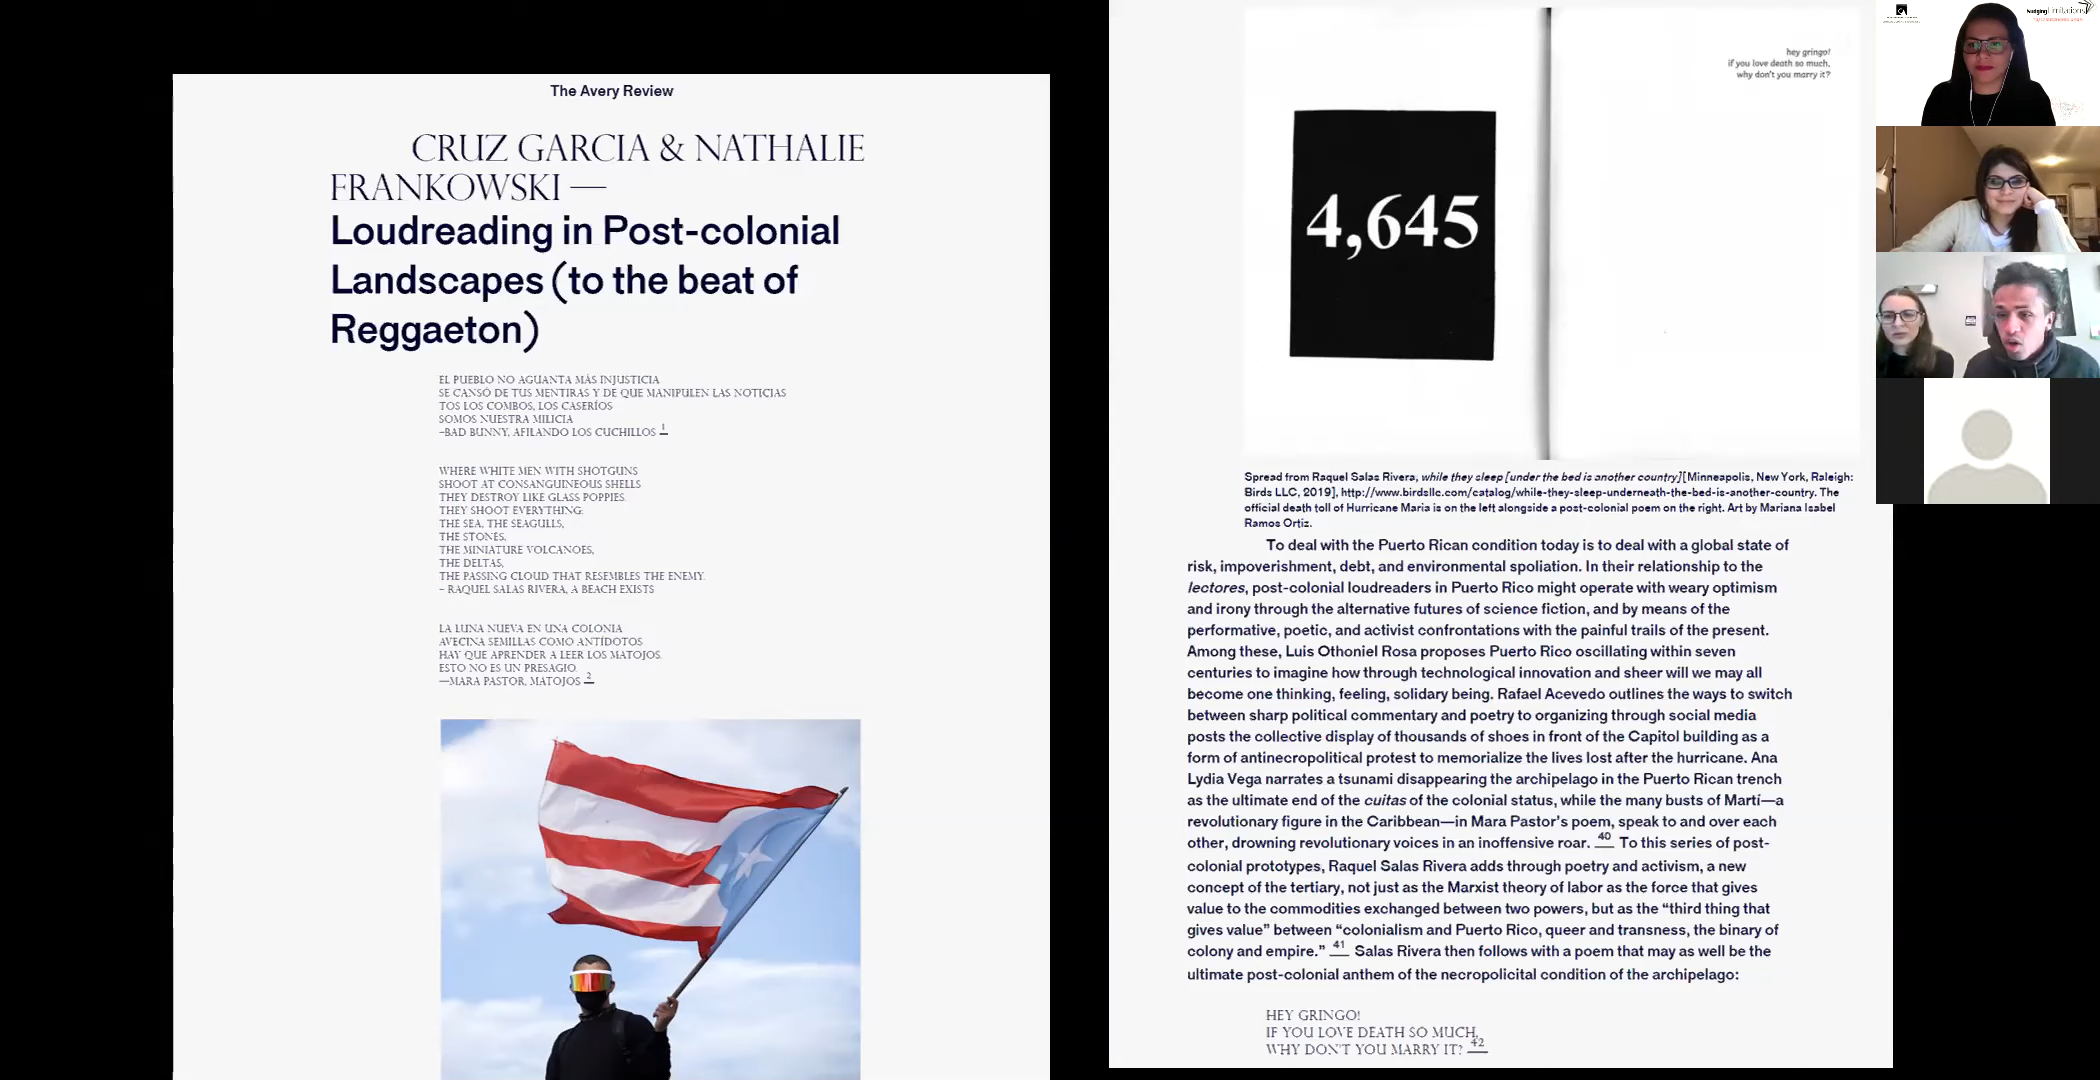 The Avery Review
CRUZ GARCIA & NATHALIE
FRANKOWSKI —
Loudreading in Post-colonial
Landscapes (to the beat of
Reggaeton)
EL PUEBLO NO AGUANTA MÁS INJUSTICIA
SE CANSÓ DE TUS MENTIRAS Y DE QUE MANIPULEN LAS NOTICIAS
TOS LOS COMBOS, LOS CASERÍOS
SOMOS NUESTRA MILICIA
–BAD BUNNY, AFILANDO LOS CUCHILLOS 1
WHERE WHITE MEN WITH SHOTGUNS
SHOOT AT CONSANGUINEOUS SHELLS
THEY DESTROY LIKE GLASS POPPIES.
THEY SHOOT EVERYTHING:
THE SEA, THE SEAGULLS,
THE STONES,
THE MINIATURE VOLCANOES,
THE DELTAS,
THE PASSING CLOUD THAT RESEMBLES THE ENEMY.
– RAQUEL SALAS RIVERA, A BEACH EXISTS
LA LUNA NUEVA EN UNA COLONIA
AVECINA SEMILLAS COMO ANTÍDOTOS.
HAY QUE APRENDER A LEER LOS MATOJOS.
ESTO NO ES UN PRESAGIO.
—MARA PASTOR, MATOJOS 2
hey gringo!
if you love death so much,
why don't you marry it?
4,645
Spread from Raquel Salas Rivera, while they sleep [under the bed is another country] [Minneapolis, New York, Raleigh:
Birds LLC, 2019], http://www.birdsllc.com/catalog/while-they-sleep-underneath-the-bed-is-another-country. The
official death toll of Hurricane Maria is on the left alongside a post-colonial poem on the right. Art by Mariana Isabel
Ramos Ortiz.
To deal with the Puerto Rican condition today is to deal with a global state of
risk, impoverishment, debt, and environmental spoliation. In their relationship to the
lectores, post-colonial loudreaders in Puerto Rico might operate with weary optimism
and irony through the alternative futures of science fiction, and by means of the
performative, poetic, and activist confrontations with the painful trails of the present.
Among these, Luis Othoniel Rosa proposes Puerto Rico oscillating within seven
centuries to imagine how through technological innovation and sheer will we may all
become one thinking, feeling, solidary being. Rafael Acevedo outlines the ways to switch
between sharp political commentary and poetry to organizing through social media
posts the collective display of thousands of shoes in front of the Capitol building as a
form of antinecropolitical protest to memorialize the lives lost after the hurricane. Ana
Lydia Vega narrates a tsunami disappearing the archipelago in the Puerto Rican trench
as the ultimate end of the cuitas of the colonial status, while the many busts of Martí—a
revolutionary figure in the Caribbean—in Mara Pastor's poem, speak to and over each
other, drowning revolutionary voices in an inoffensive roar. 40 To this series of post-
colonial prototypes, Raquel Salas Rivera adds through poetry and activism, a new
concept of the tertiary, not just as the Marxist theory of labor as the force that gives
value to the commodities exchanged between two powers, but as the “third thing that
gives value” between “colonialism and Puerto Rico, queer and transness, the binary of
colony and empire.” 41 Salas Rivera then follows with a poem that may as well be the
ultimate post-colonial anthem of the necropolicital condition of the archipelago:
HEY GRINGO!
IF YOU LOVE DEATH SO MUCH,
WHY DON'T YOU MARRY IT? 42
Nudging Limitations